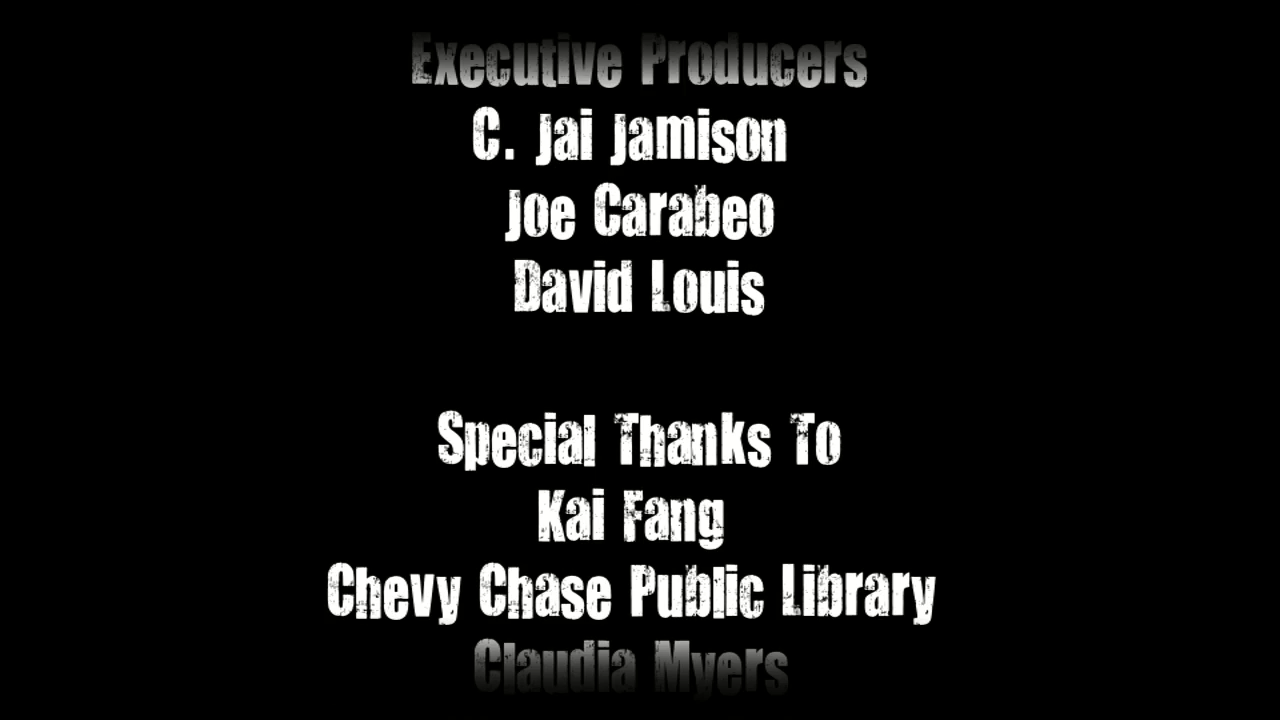 Executive Producers
C. Jai Jamison
Joe Carabeo
David Louis
Special Thanks To
Kai Fang
Chevy Chase Public Library
Claudia Myers